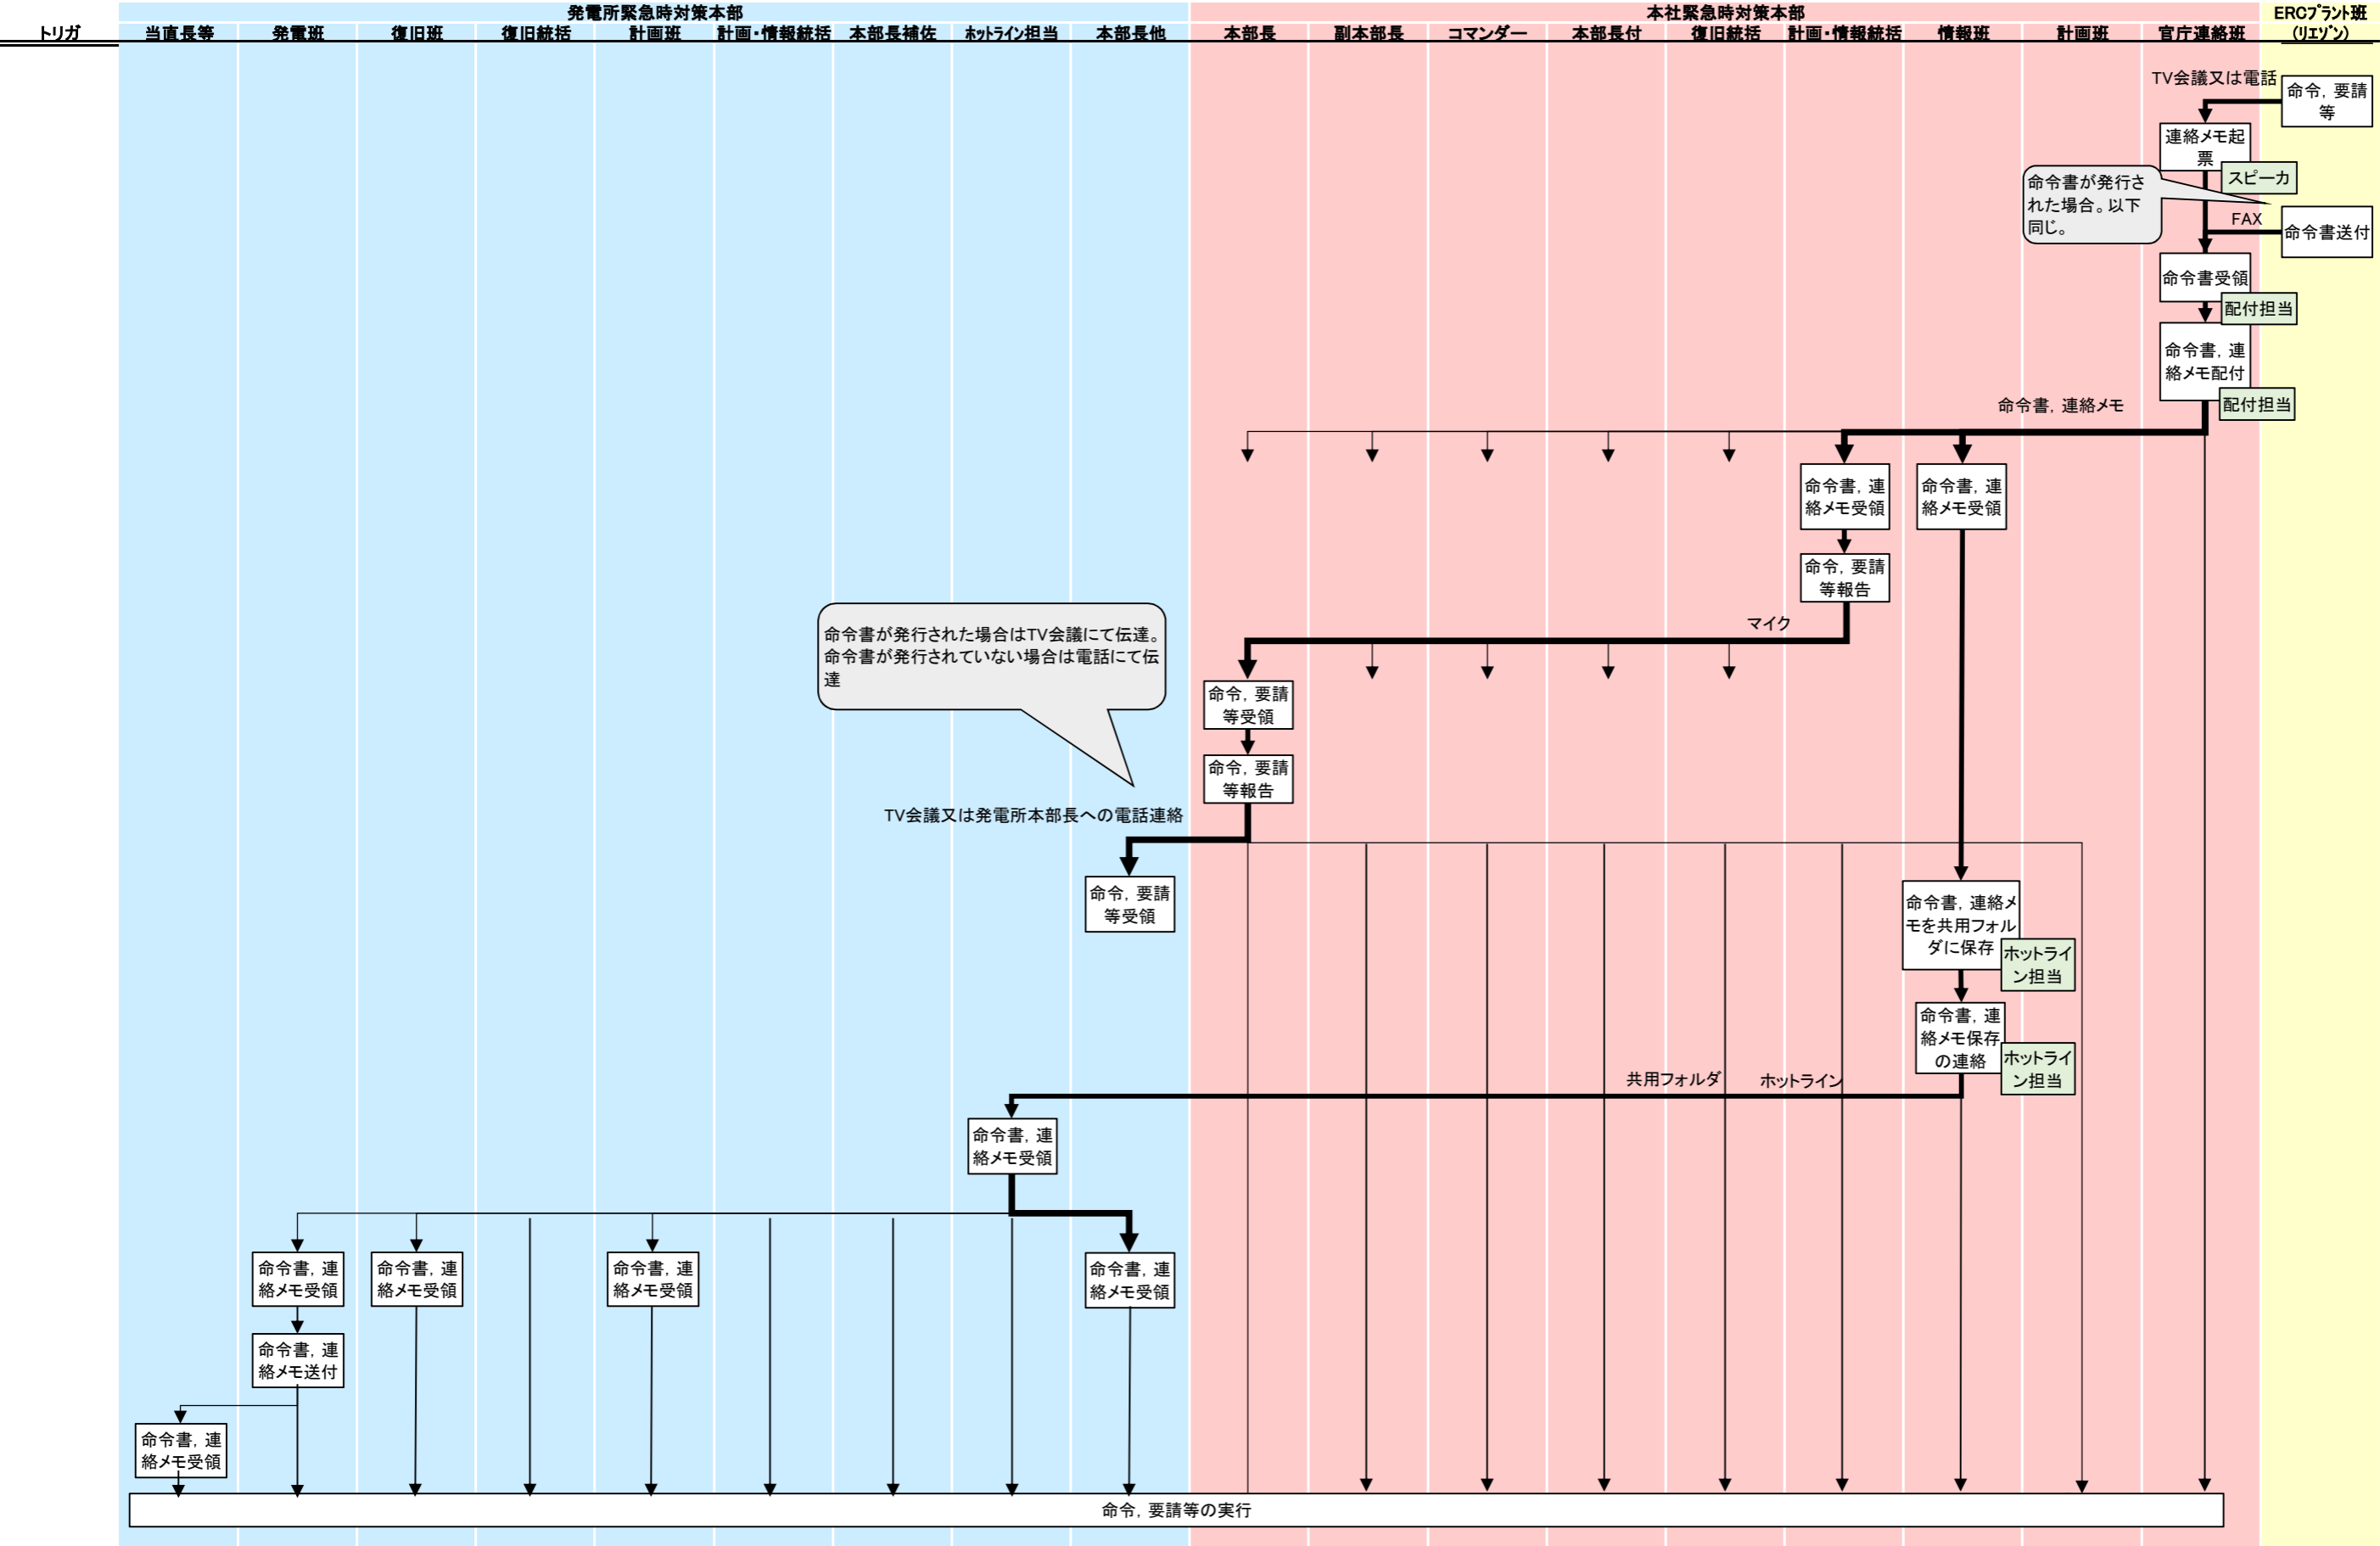 発電所緊急時対策本部
本社緊急時対策本部
ERCﾌﾟﾗﾝﾄ班
(ﾘｴｿﾞﾝ)
トリガ
当直長等
発電班
復旧班
復旧統括
計画班
計画・情報統括
本部長補佐
ﾎｯﾄﾗｲﾝ担当
本部長他
本部長
副本部長
コマンダー
本部長付
復旧統括
計画・情報統括
情報班
計画班
官庁連絡班
TV会議又は電話
命令，要請
等
連絡メモ起
票
スピーカ
命令書が発行さ
れた場合。以下
同じ。
FAX
命令書送付
命令書受領
配付担当
命令書，連
絡メモ配付
配付担当
命令書，連絡メモ
命令書，連
絡メモ受領
命令書，連
絡メモ受領
命令，要請
等報告
マイク
命令書が発行された場合はTV会議にて伝達。
命令書が発行されていない場合は電話にて伝
達
命令，要請
等受領
命令，要請
等報告
TV会議又は発電所本部長への電話連絡
命令，要請
等受領
命令書，連絡メ
モを共用フォル
ダに保存
ホットライ
ン担当
命令書，連
絡メモ保存
の連絡
ホットライ
ン担当
共用フォルダ
ホットライン
命令書，連
絡メモ受領
命令書，連
絡メモ受領
命令書，連
絡メモ受領
命令書，連
絡メモ受領
命令書，連
絡メモ受領
命令書，連
絡メモ送付
命令書，連
絡メモ受領
命令，要請等の実行